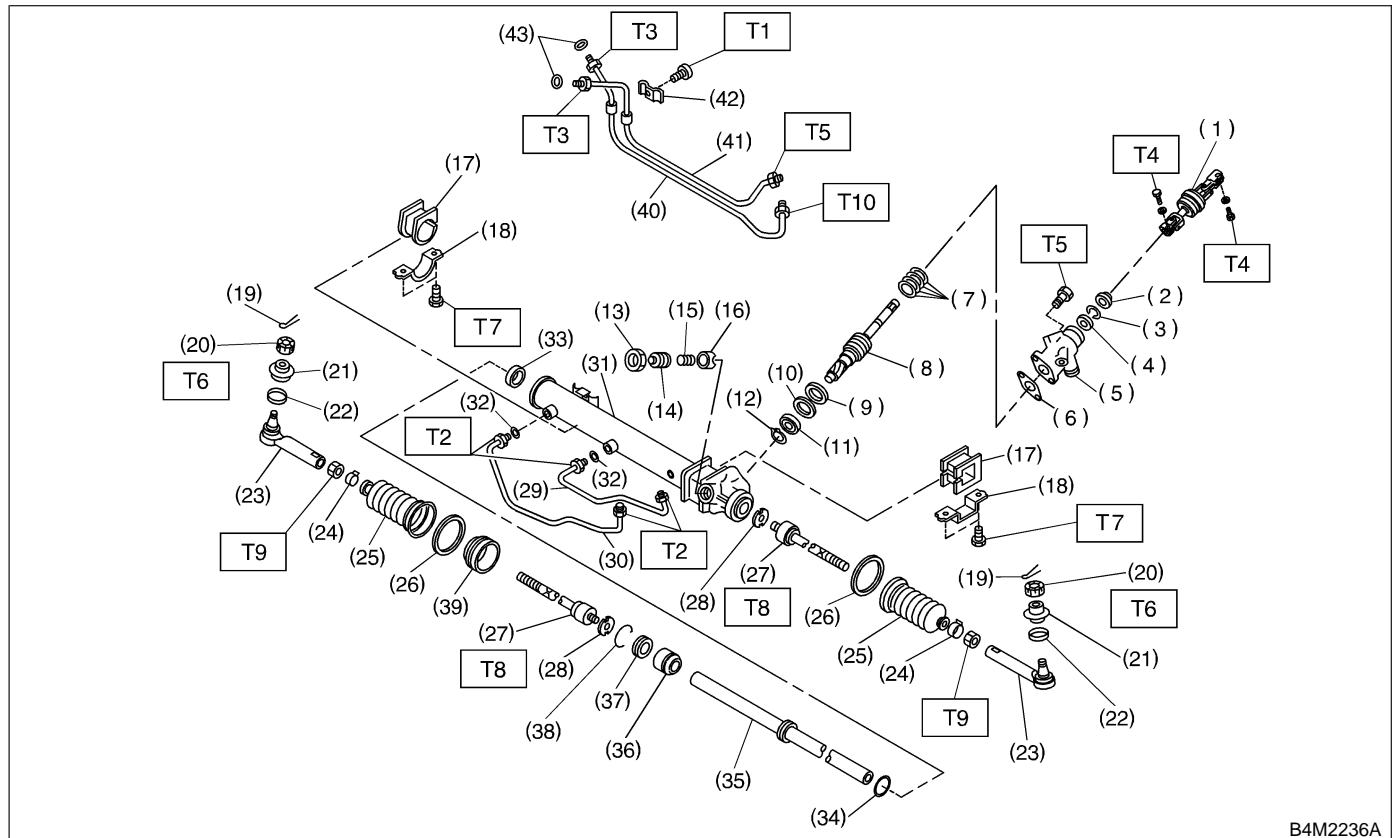 (43)
T3
T1
(42)
T3
T5
(41)
(40)
T10
(1)
T4
T4
T5
(2)
(3)
(4)
(5)
(6)
(7)
(8)
(9)
(10)
(11)
(12)
(17)
(18)
T7
(13)
(15)
(16)
(14)
(33)
(31)
(19)
(20)
T6
(21)
(22)
(32)
T2
(32)
(29)
(30)
T2
(23)
(24)
T9
(25)
(26)
(39)
(17)
(18)
T7
(28)
(27)
T8
(26)
(25)
(24)
T9
(19)
(20)
T6
(21)
(22)
(23)
(27)
T8
(28)
(38)
(37)
(36)
(35)
(34)
B4M2236A